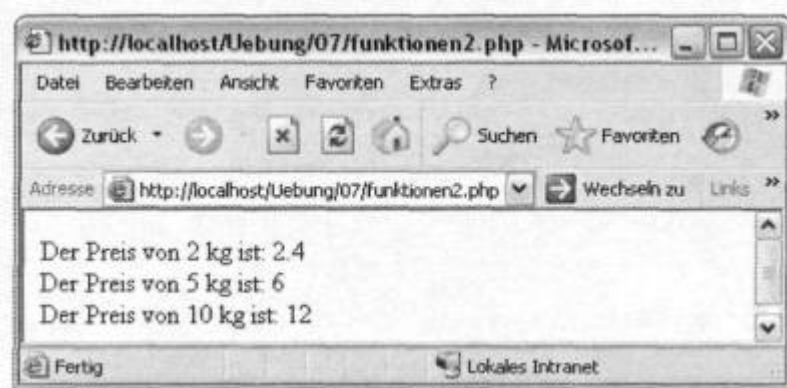 http://localhost/Uebung/07/funktionen2.php - Microsof...
Datei Bearbeiten Ansicht Favoriten Extras ?
Zurück Suchen Favoriten »
Adresse http://localhost/Uebung/07/funktionen2.php Wechseln zu Links »
Der Preis von 2 kg ist: 2.4
Der Preis von 5 kg ist: 6
Der Preis von 10 kg ist: 12
Fertig Lokales Intranet